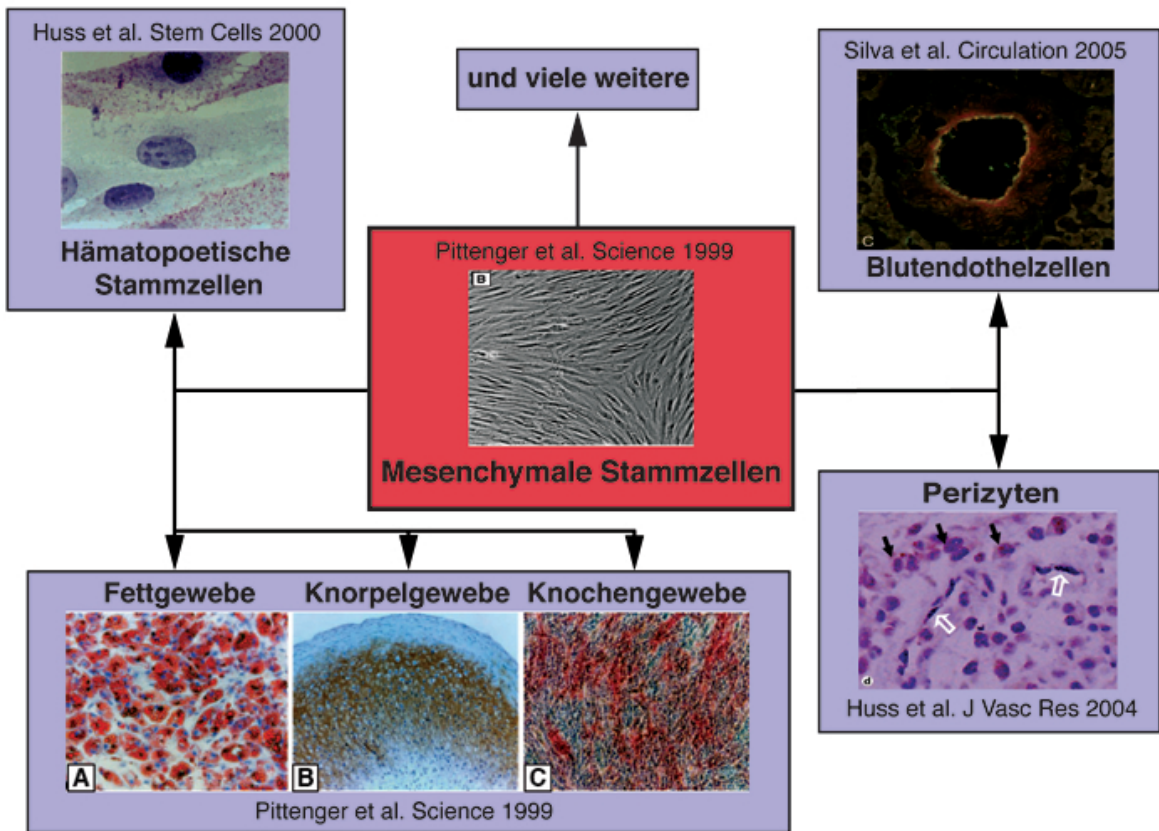 Huss et al. Stem Cells 2000
Hämatopoetische
Stammzellen
und viele weitere
Silva et al. Circulation 2005
C
Blutendothelzellen
Pittenger et al. Science 1999
B
Mesenchymale Stammzellen
Perizyten
d
Huss et al. J Vasc Res 2004
Fettgewebe
Knorpelgewebe
Knochengewebe
A
B
C
Pittenger et al. Science 1999